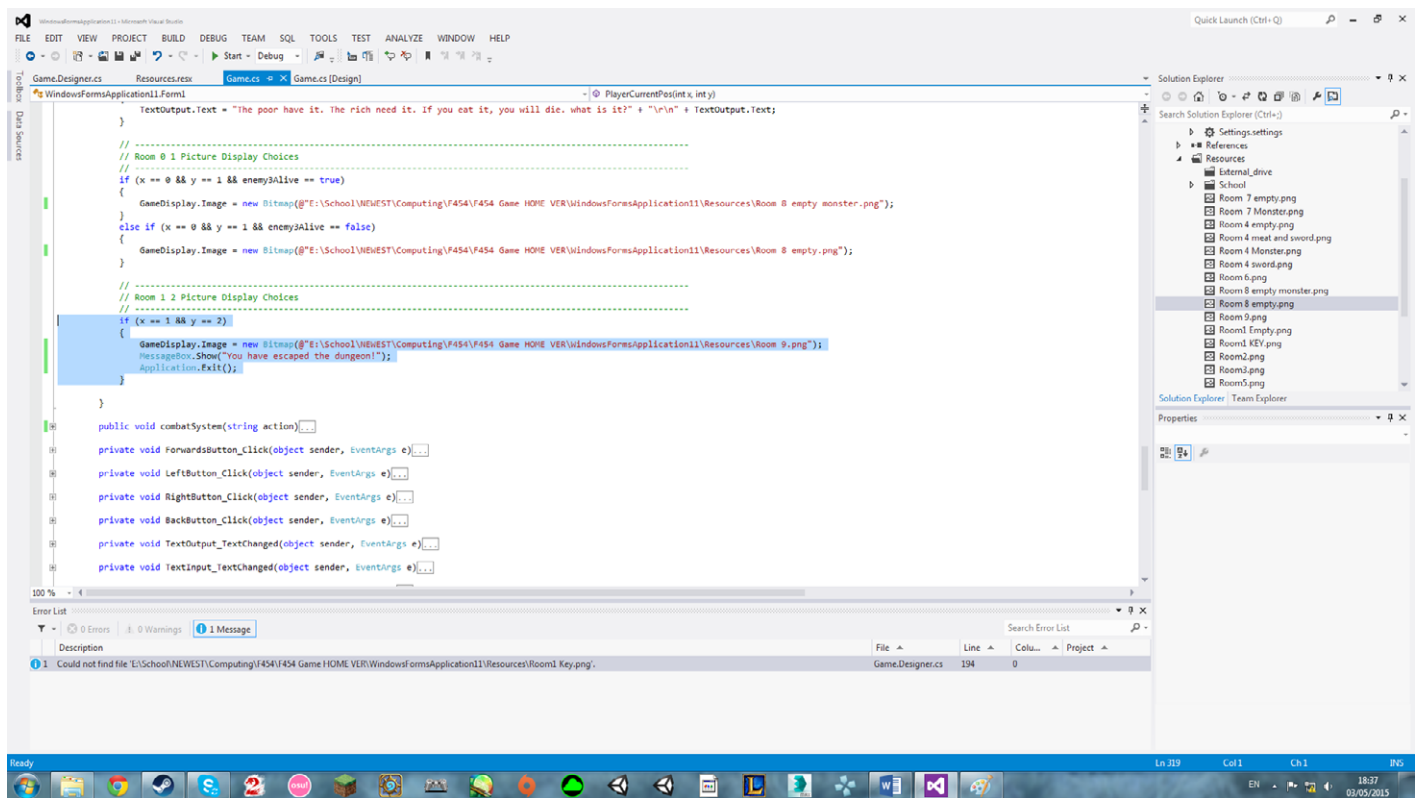 WindowsFormsApplication11 - Microsoft Visual Studio
Quick Launch (Ctrl+Q)
FILE EDIT VIEW PROJECT BUILD DEBUG TEAM SQL TOOLS TEST ANALYZE WINDOW HELP
Start - Debug
Toolbox
Data Sources
Game.Designer.cs Resources.resx Game.cs Game.cs [Design]
WindowsFormsApplication11.Form1 PlayerCurrentPos(int x, int y)
TextOutput.Text = "The poor have it. The rich need it. If you eat it, you will die. what is it?" + "\r\n" + TextOutput.Text;
}
// ----------------------------------------------------------------------------------------------------
// Room 0 1 Picture Display Choices
// ----------------------------------------------------------------------------------------------------
if (x == 0 && y == 1 && enemy3Alive == true)
{
GameDisplay.Image = new Bitmap(@"E:\School\NEWEST\Computing\F454\F454 Game HOME VER\WindowsFormsApplication11\Resources\Room 8 empty monster.png");
}
else if (x == 0 && y == 1 && enemy3Alive == false)
{
GameDisplay.Image = new Bitmap(@"E:\School\NEWEST\Computing\F454\F454 Game HOME VER\WindowsFormsApplication11\Resources\Room 8 empty.png");
}
// ----------------------------------------------------------------------------------------------------
// Room 1 2 Picture Display Choices
// ----------------------------------------------------------------------------------------------------
if (x == 1 && y == 2)
{
GameDisplay.Image = new Bitmap(@"E:\School\NEWEST\Computing\F454\F454 Game HOME VER\WindowsFormsApplication11\Resources\Room 9.png");
MessageBox.Show("You have escaped the dungeon!");
Application.Exit();
}
}
public void combatSystem(string action)...
private void ForwardsButton_Click(object sender, EventArgs e)...
private void LeftButton_Click(object sender, EventArgs e)...
private void RightButton_Click(object sender, EventArgs e)...
private void BackButton_Click(object sender, EventArgs e)...
private void TextOutput_TextChanged(object sender, EventArgs e)...
private void TextInput_TextChanged(object sender, EventArgs e)...
100 %
Solution Explorer
Search Solution Explorer (Ctrl+;)
Settings.settings
References
Resources
External_drive
School
Room 7 empty.png
Room 7 Monster.png
Room 4 empty.png
Room 4 meat and sword.png
Room 4 Monster.png
Room 4 sword.png
Room 6.png
Room 8 empty monster.png
Room 8 empty.png
Room 9.png
Room1 Empty.png
Room1 KEY.png
Room2.png
Room3.png
Room5.png
Solution Explorer Team Explorer
Properties
Error List
0 Errors 0 Warnings 1 Message Search Error List
Description File Line Colu... Project
1 Could not find file 'E:\School\NEWEST\Computing\F454\F454 Game HOME VER\WindowsFormsApplication11\Resources\Room1 Key.png'. Game.Designer.cs 194 0
Ready Ln 319 Col 1 Ch 1 INS
osu!
EN 18:37
03/05/2015